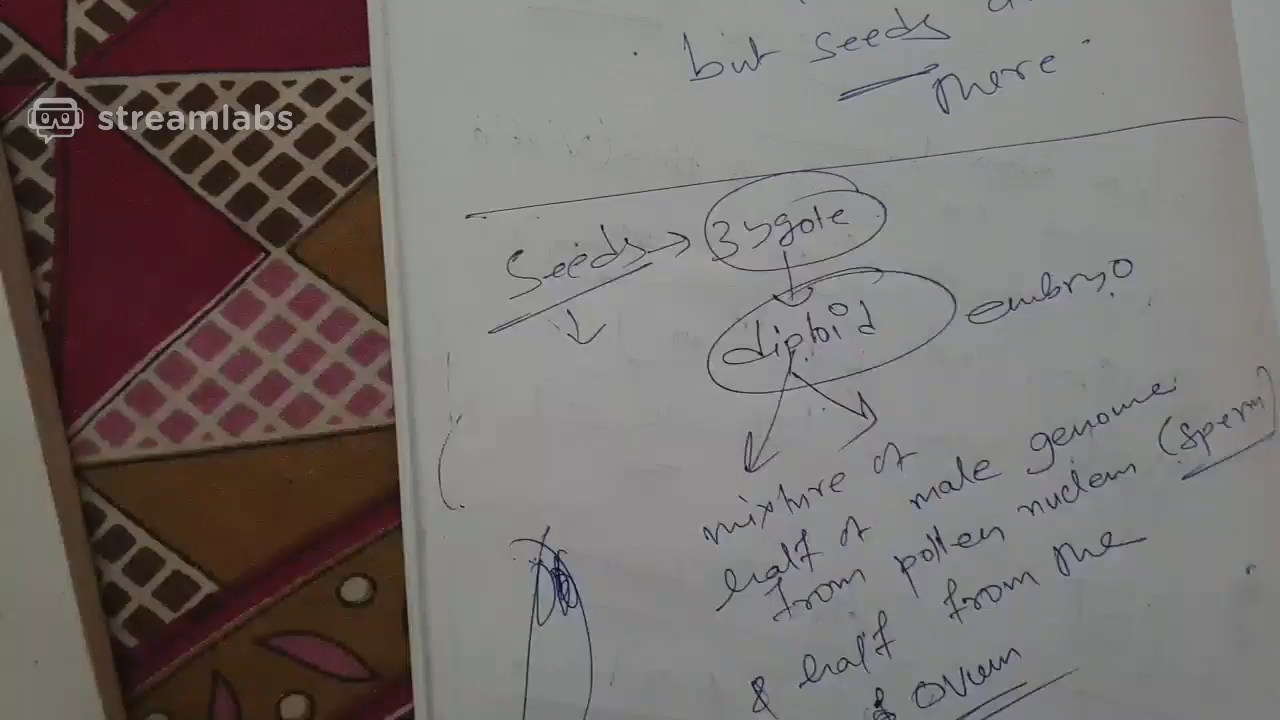 streamlabs
but seeds
there.
Seeds → zygote
diploid embryo
mixture of
half of male genome
from pollen nucleus (sperm)
& half from the
& ovum